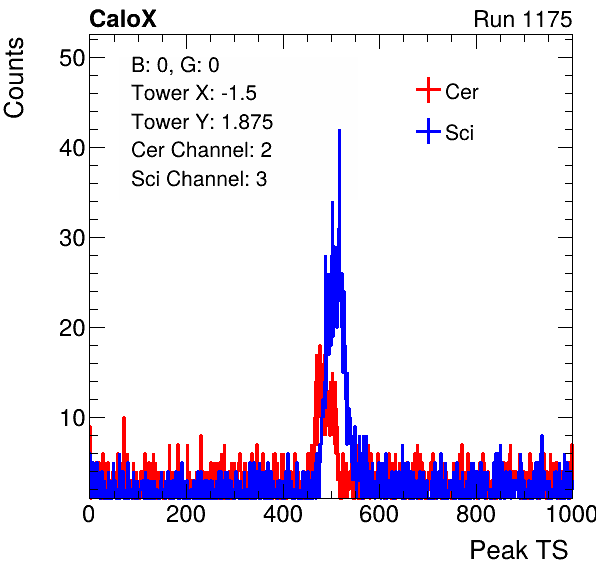 CaloX Run 1175
Counts
50
40
30
20
10
B: 0, G: 0
Tower X: -1.5
Tower Y: 1.875
Cer Channel: 2
Sci Channel: 3
Cer
Sci
0 200 400 600 800 1000
Peak TS